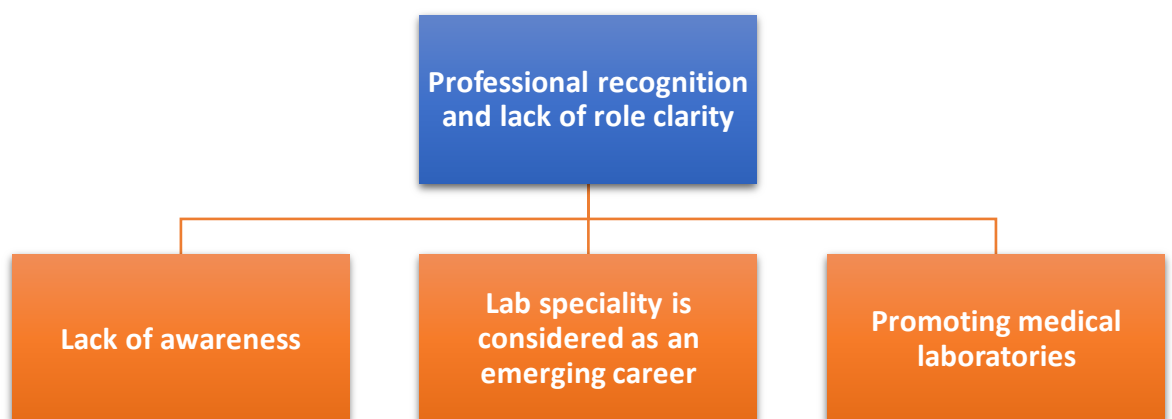 Professional recognition
and lack of role clarity
Lack of awareness
Lab speciality is
considered as an
emerging career
Promoting medical
laboratories